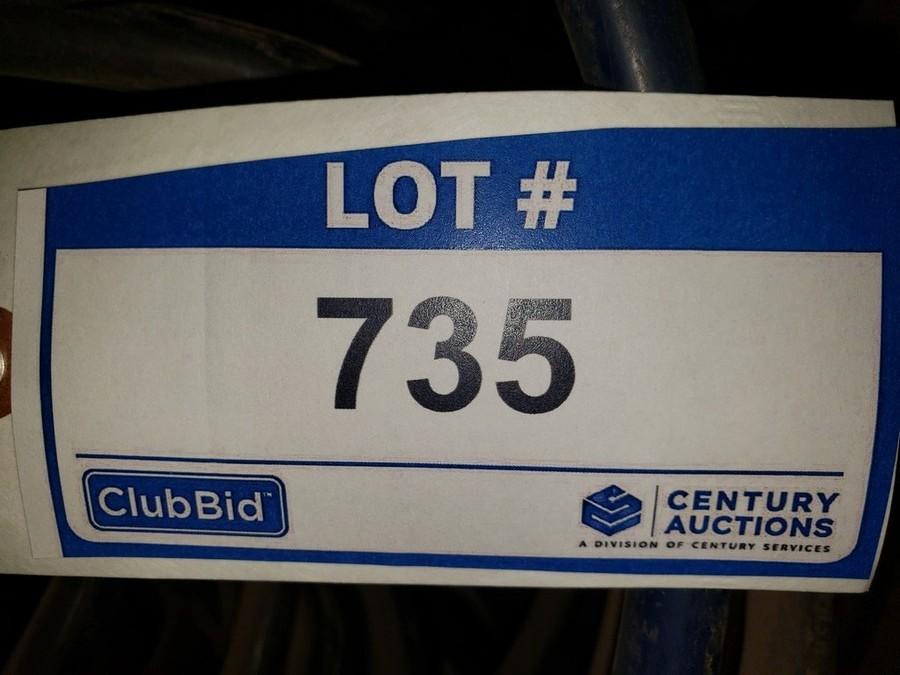 LOT #
735
ClubBid™
CENTURY
AUCTIONS
A DIVISION OF CENTURY SERVICES